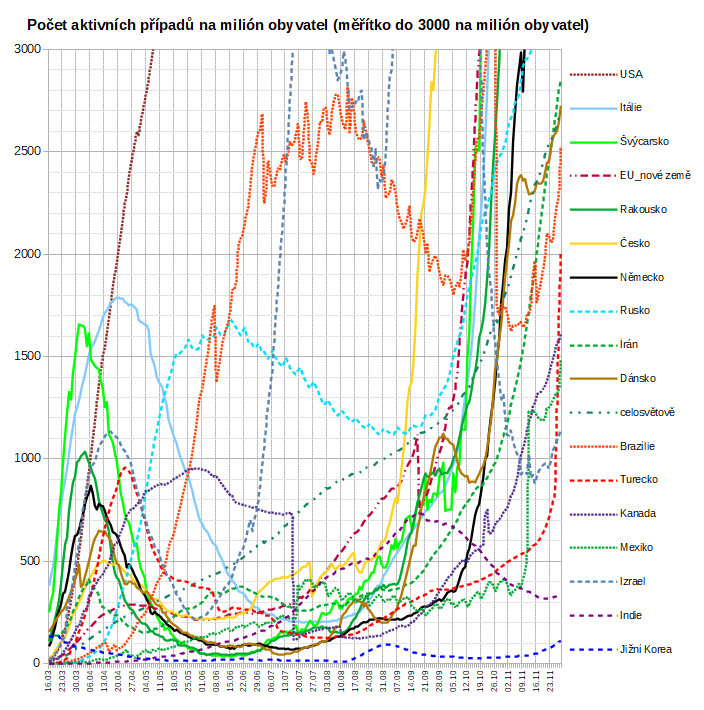 Počet aktivních případů na milión obyvatel (měřítko do 3000 na milión obyvatel)
3000
2500
2000
1500
1000
500
0
16.03 23.03 30.03 06.04 13.04 20.04 27.04 04.05 11.05 18.05 25.05 01.06 08.06 15.06 22.06 29.06 06.07 13.07 20.07 27.07 03.08 10.08 17.08 24.08 31.08 07.09 14.09 21.09 28.09 05.10 12.10 19.10 26.10 02.11 09.11 16.11 23.11
USA
Itálie
Švýcarsko
EU_nové země
Rakousko
Česko
Německo
Rusko
Irán
Dánsko
celosvětově
Brazílie
Turecko
Kanada
Mexiko
Izrael
Indie
Jižní Korea